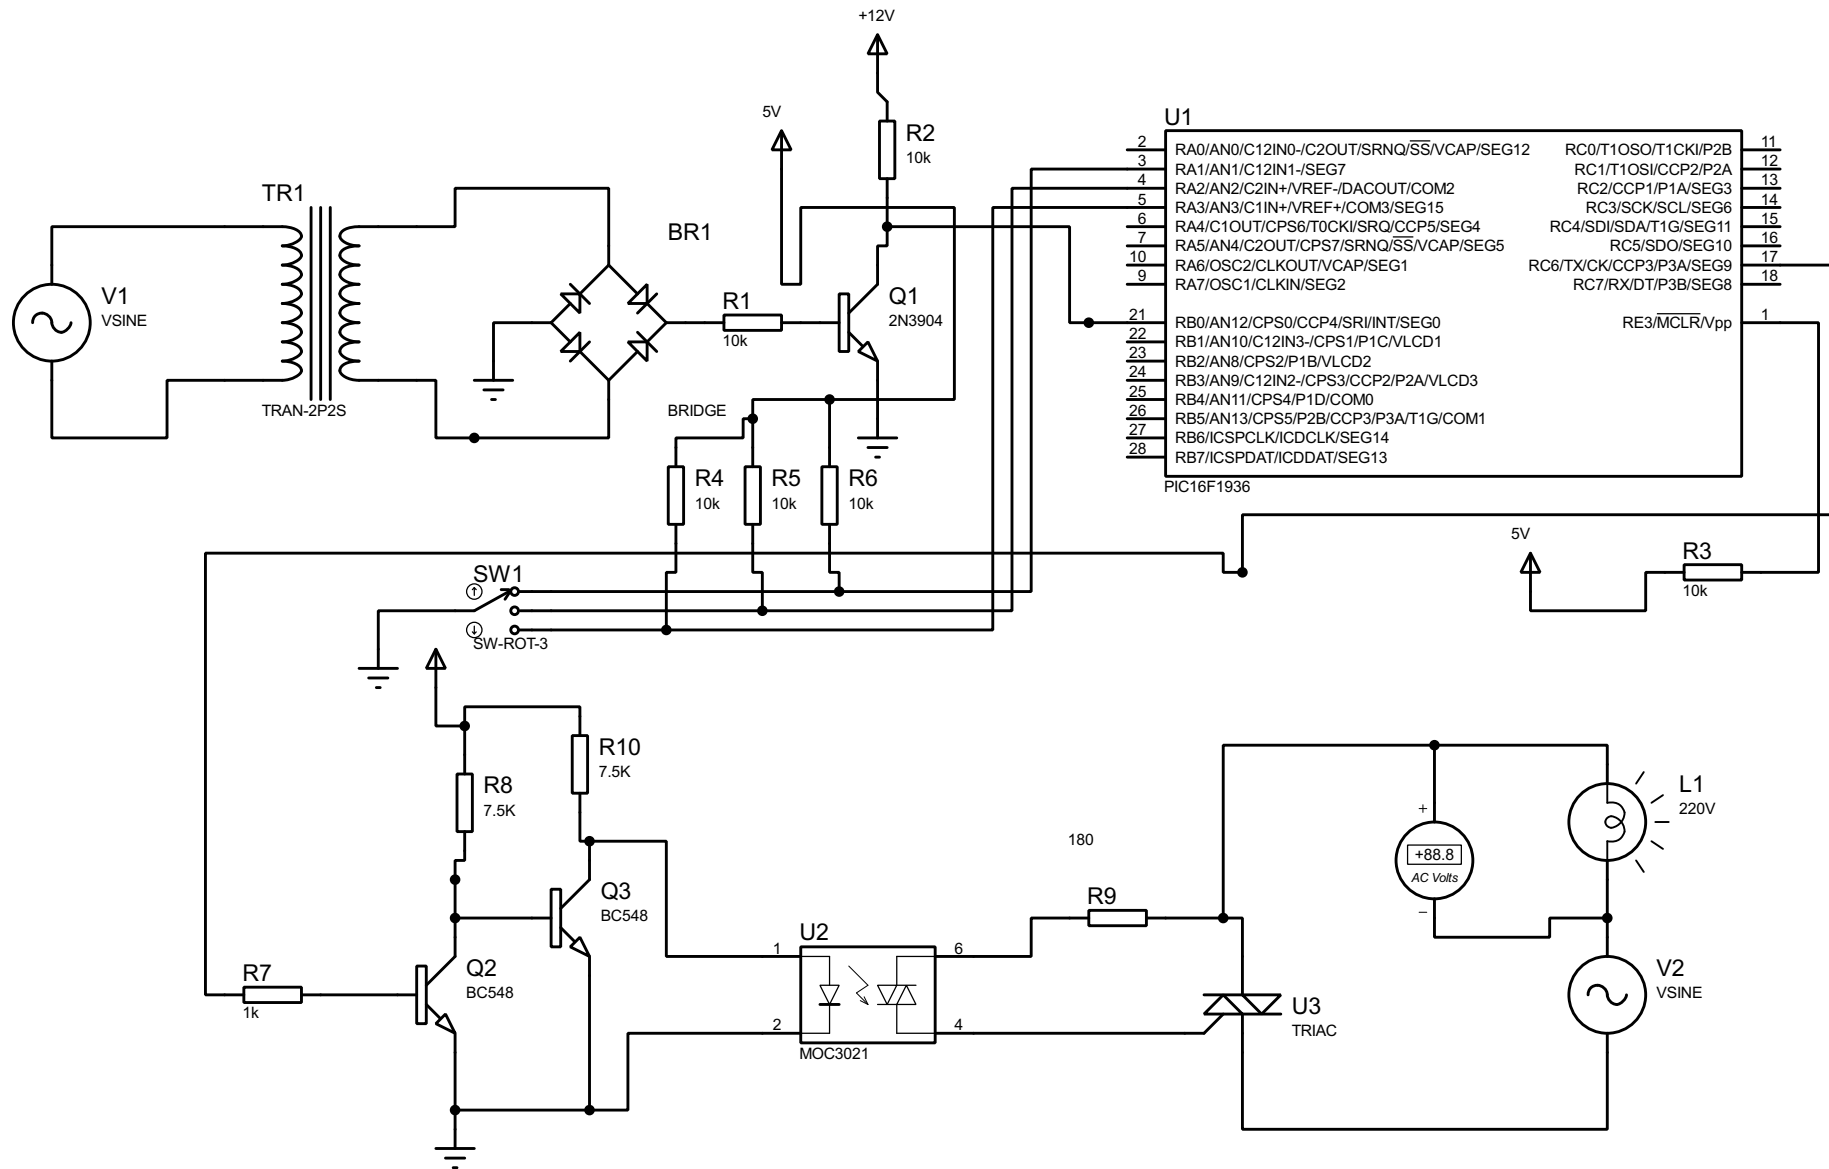 +12V
5V
R2
10k
TR1
TRAN-2P2S
V1
VSINE
BR1
BRIDGE
R1
10k
Q1
2N3904
U1
2 RA0/AN0/C12IN0-/C2OUT/SRNQ/SS/VCAP/SEG12
3 RA1/AN1/C12IN1-/SEG7
4 RA2/AN2/C2IN+/VREF-/DACOUT/COM2
5 RA3/AN3/C1IN+/VREF+/COM3/SEG15
6 RA4/C1OUT/CPS6/T0CKI/SRQ/CCP5/SEG4
7 RA5/AN4/C2OUT/CPS7/SRNQ/SS/VCAP/SEG5
10 RA6/OSC2/CLKOUT/VCAP/SEG1
9 RA7/OSC1/CLKIN/SEG2
21 RB0/AN12/CPS0/CCP4/SRI/INT/SEG0
22 RB1/AN10/C12IN3-/CPS1/P1C/VLCD1
23 RB2/AN8/CPS2/P1B/VLCD2
24 RB3/AN9/C12IN2-/CPS3/CCP2/P2A/VLCD3
25 RB4/AN11/CPS4/P1D/COM0
26 RB5/AN13/CPS5/P2B/CCP3/P3A/T1G/COM1
27 RB6/ICSPCLK/ICDCLK/SEG14
28 RB7/ICSPDAT/ICDDAT/SEG13
RC0/T1OSO/T1CKI/P2B 11
RC1/T1OSI/CCP2/P2A 12
RC2/CCP1/P1A/SEG3 13
RC3/SCK/SCL/SEG6 14
RC4/SDI/SDA/T1G/SEG11 15
RC5/SDO/SEG10 16
RC6/TX/CK/CCP3/P3A/SEG9 17
RC7/RX/DT/P3B/SEG8 18
RE3/MCLR/Vpp 1
PIC16F1936
R4
10k
R5
10k
R6
10k
5V
R3
10k
SW1
SW-ROT-3
R10
7.5K
R8
7.5K
Q3
BC548
Q2
BC548
R7
1k
U2
1
2
6
4
MOC3021
180
R9
U3
TRIAC
+
+88.8
AC Volts
−
L1
220V
V2
VSINE